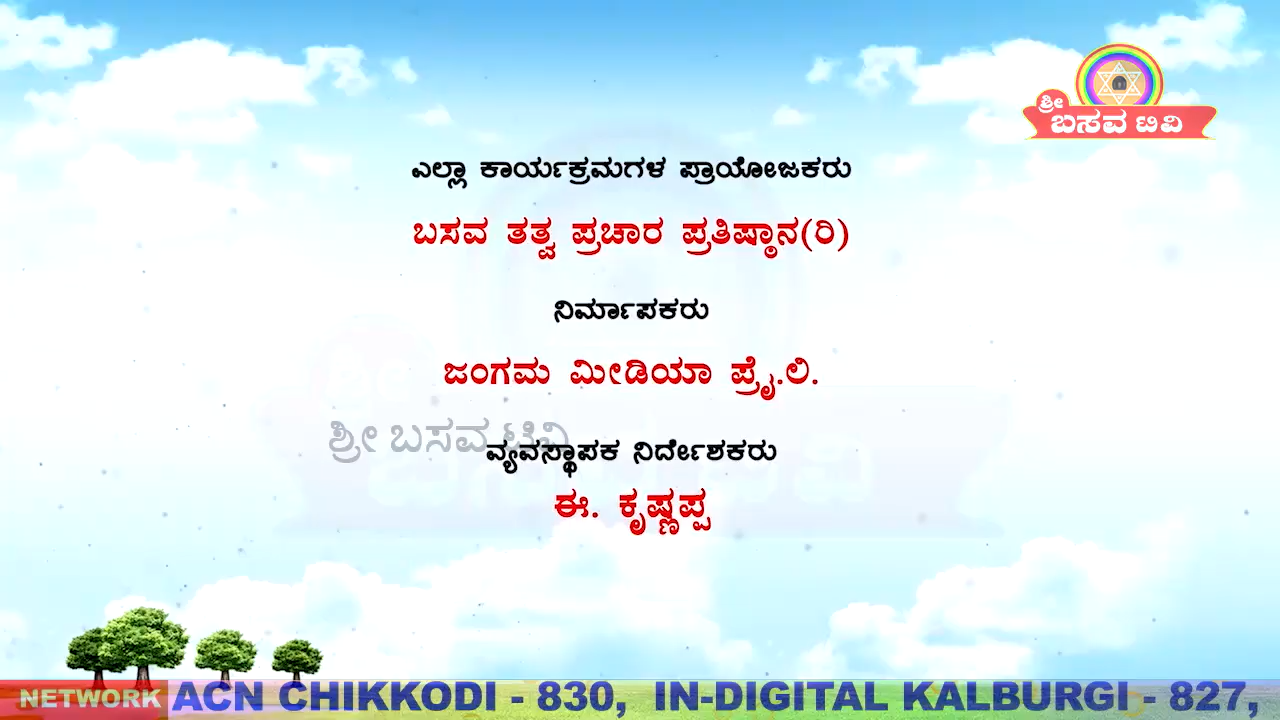 ಶ್ರೀ
ಬಸವ ಟಿವಿ
ಎಲ್ಲಾ ಕಾರ್ಯಕ್ರಮಗಳ ಪ್ರಾಯೋಜಕರು
ಬಸವ ತತ್ವ ಪ್ರಚಾರ ಪ್ರತಿಷ್ಠಾನ(ರಿ)
ನಿರ್ಮಾಪಕರು
ಜಂಗಮ ಮೀಡಿಯಾ ಪ್ರೈ.ಲಿ.
ಶ್ರೀ ಬಸವ ಟಿವಿ
ವ್ಯವಸ್ಥಾಪಕ ನಿರ್ದೇಶಕರು
ಈ. ಕೃಷ್ಣಪ್ಪ
NETWORK ACN CHIKKODI - 830, IN-DIGITAL KALBURGI - 827,